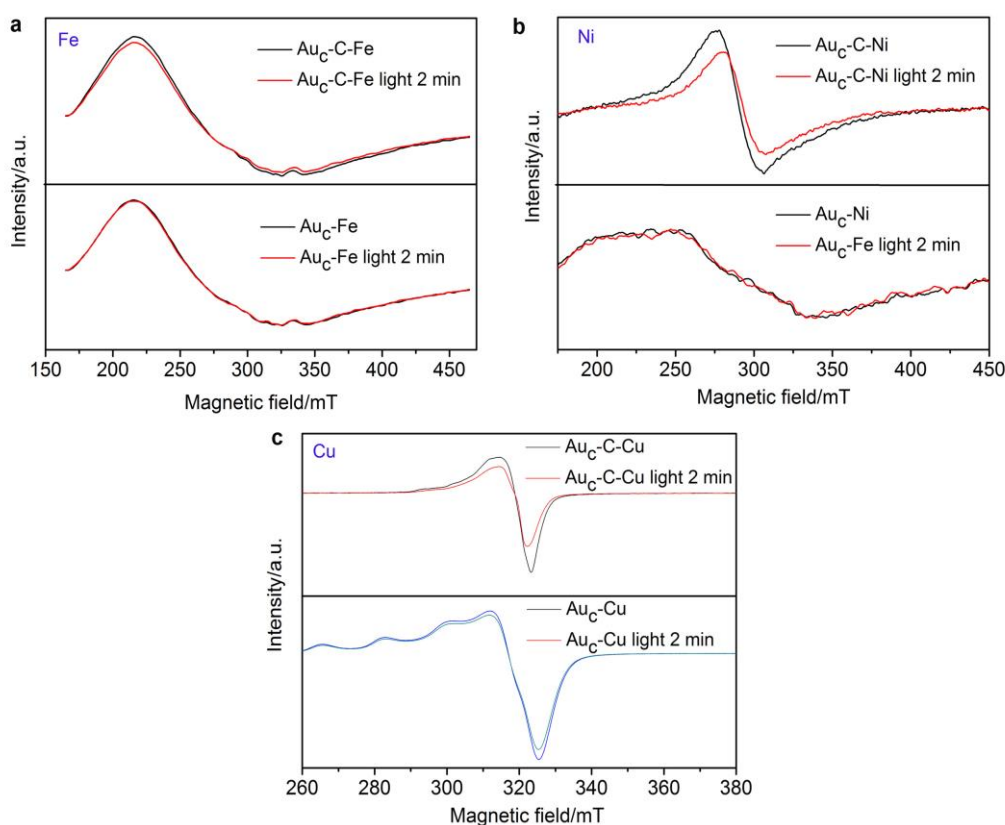 a
Fe
Au_C-C-Fe
Au_C-C-Fe light 2 min
Au_C-Fe
Au_C-Fe light 2 min
Intensity/a.u.
150 200 250 300 350 400 450
Magnetic field/mT
b
Ni
Au_C-C-Ni
Au_C-C-Ni light 2 min
Au_C-Ni
Au_C-Fe light 2 min
Intensity/a.u.
200 250 300 350 400 450
Magnetic field/mT
c
Cu
Au_C-C-Cu
Au_C-C-Cu light 2 min
Au_C-Cu
Au_C-Cu light 2 min
Intensity/a.u.
260 280 300 320 340 360 380
Magnetic field/mT